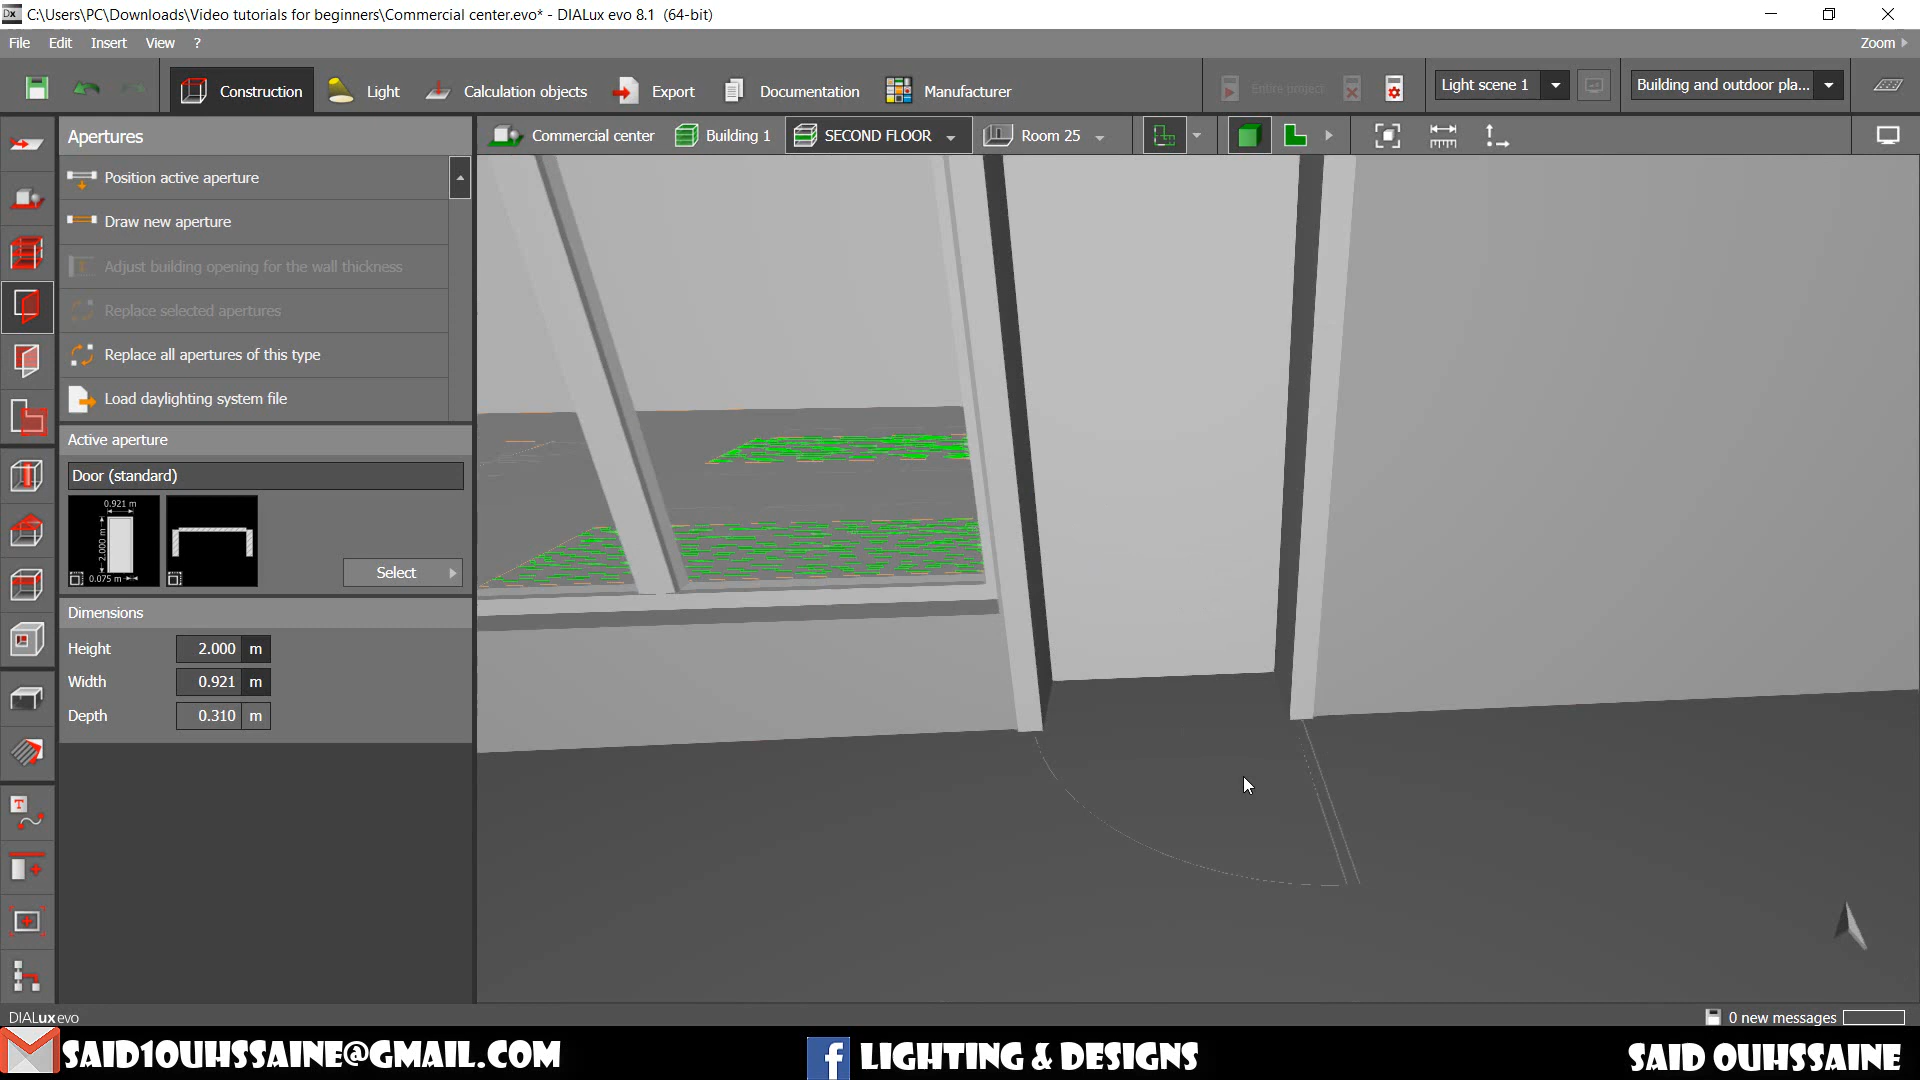 C:\Users\PC\Downloads\Video tutorials for beginners\Commercial center.evo* - DIALux evo 8.1 (64-bit)
File Edit Insert View ?
Zoom
Construction Light Calculation objects Export Documentation Manufacturer
Entire project
Light scene 1
Building and outdoor pla...
Apertures
Commercial center Building 1 SECOND FLOOR Room 25
Position active aperture
Draw new aperture
Adjust building opening for the wall thickness
Replace selected apertures
Replace all apertures of this type
Load daylighting system file
Active aperture
Door (standard)
0.921 m
2.000 m
0.075 m
Select
Dimensions
Height 2.000 m
Width 0.921 m
Depth 0.310 m
DIALux evo
0 new messages
SAID1OUHSSAINE@GMAIL.COM
LIGHTING & DESIGNS
SAID OUHSSAINE